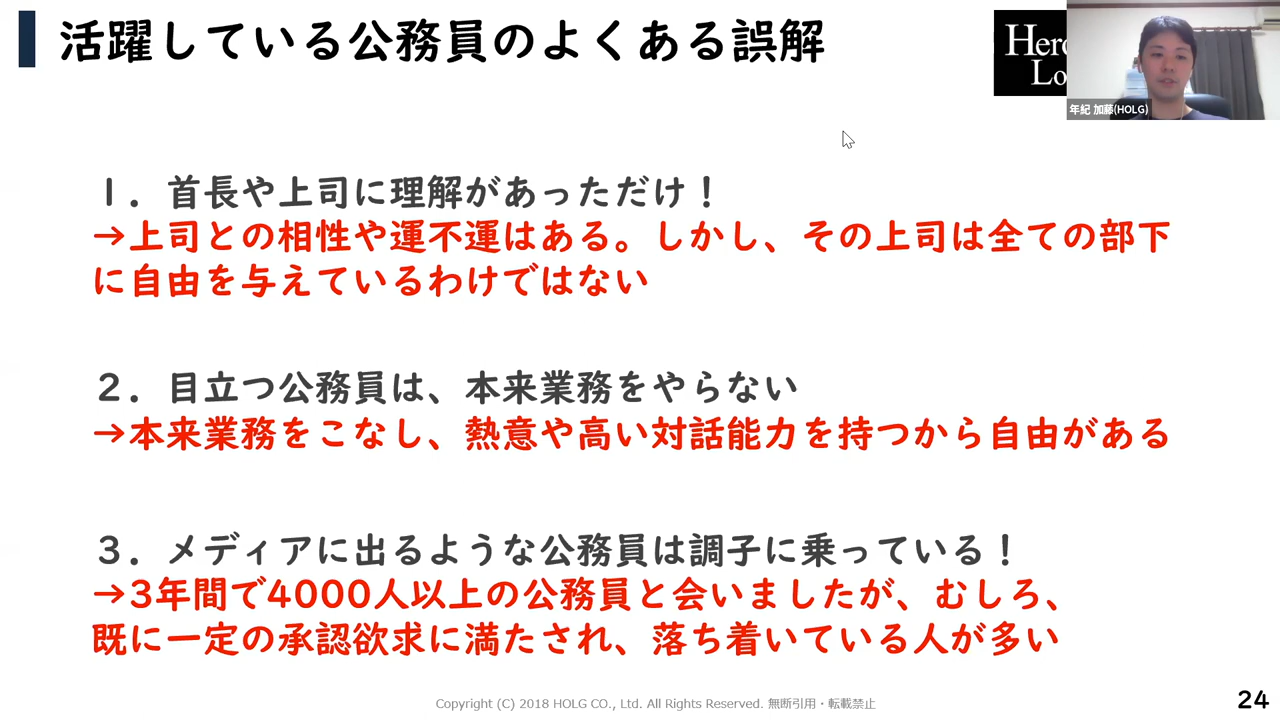 活躍している公務員のよくある誤解
Hero
Lo
年紀 加藤(HOLG)
１．首長や上司に理解があっただけ！
→上司との相性や運不運はある。しかし、その上司は全ての部下
に自由を与えているわけではない
２．目立つ公務員は、本来業務をやらない
→本来業務をこなし、熱意や高い対話能力を持つから自由がある
３．メディアに出るような公務員は調子に乗っている！
→3年間で4000人以上の公務員と会いましたが、むしろ、
既に一定の承認欲求に満たされ、落ち着いている人が多い
Copyright (C) 2018 HOLG CO., Ltd. All Rights Reserved. 無断引用・転載禁止
24